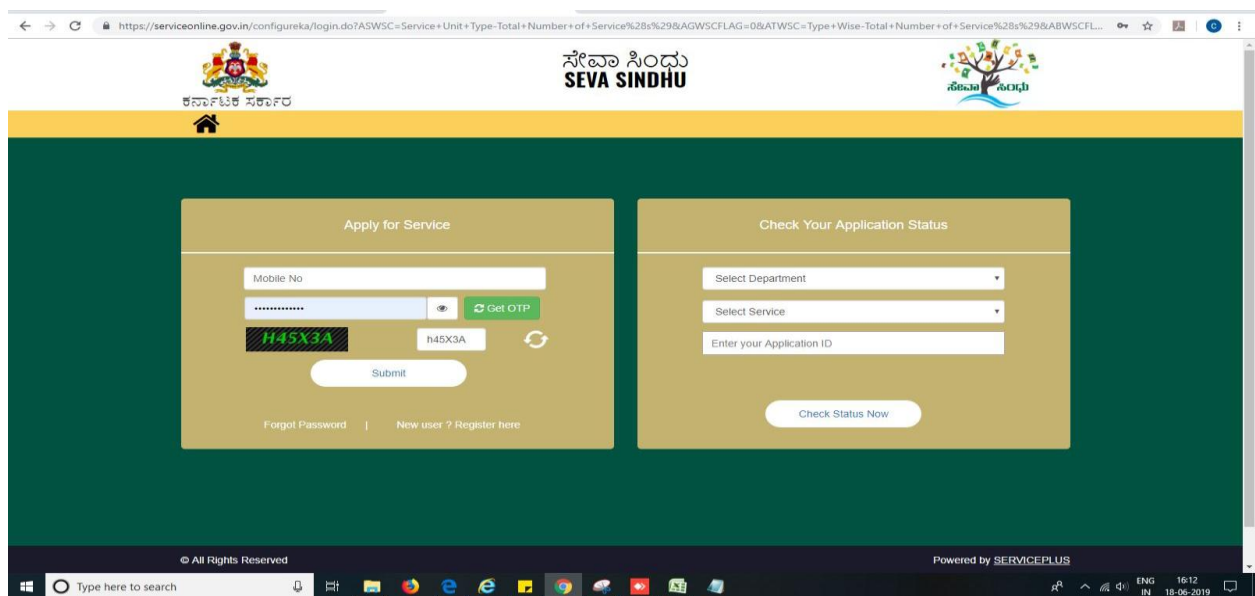 https://serviceonline.gov.in/configureka/login.do?ASWSC=Service+Unit+Type-Total+Number+of+Service%28s%29&AGWSCFLAG=0&ATWSC=Type+Wise-Total+Number+of+Service%28s%29&ABWSCFL...
ಕರ್ನಾಟಕ ಸರ್ಕಾರ
ಸೇವಾ ಸಿಂಧು
SEVA SINDHU
ಸೇವಾ ಸಿಂಧು
Apply for Service
Mobile No
•••••••••••••
Get OTP
H45X3A
h45X3A
Submit
Forgot Password | New user ? Register here
Check Your Application Status
Select Department
Select Service
Enter your Application ID
Check Status Now
© All Rights Reserved
Powered by SERVICEPLUS
Type here to search
ENG
IN
16:12
18-06-2019